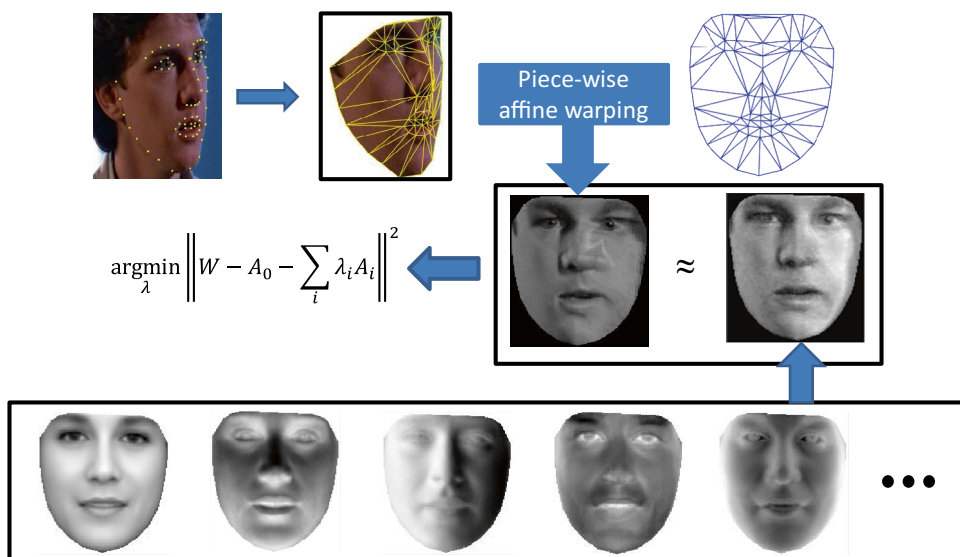 Piece-wise
affine warping
argmin ‖W − A₀ − ∑ λᵢAᵢ‖²
λ i
≈
•••